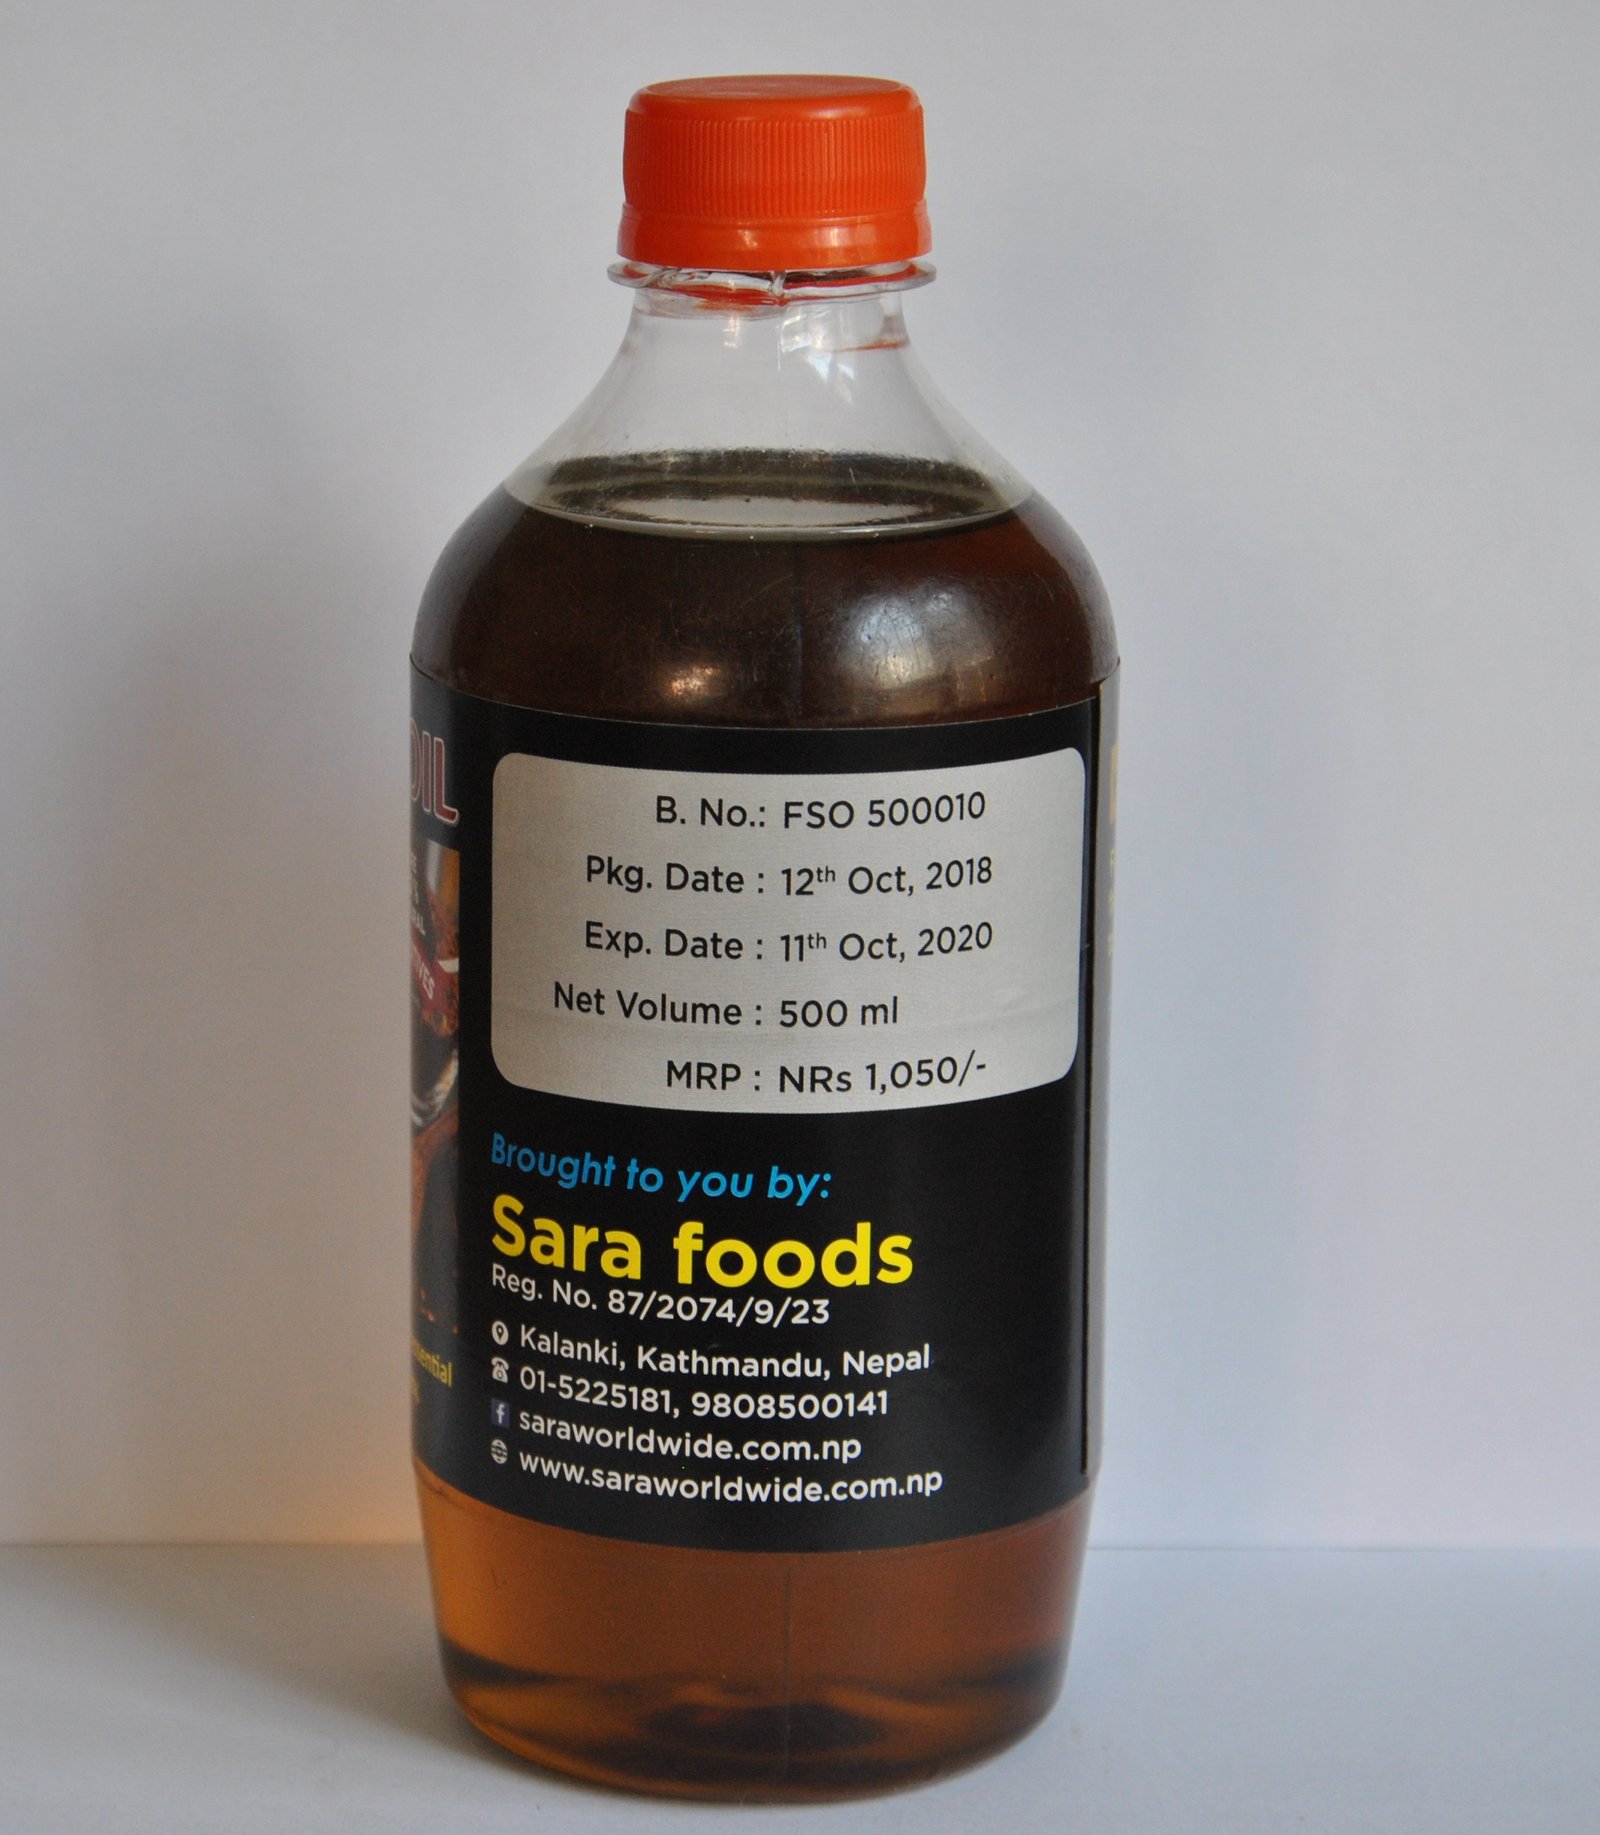 OIL
B. No.: FSO 500010
Pkg. Date : 12th Oct, 2018
Exp. Date : 11th Oct, 2020
Net Volume : 500 ml
MRP : NRs 1,050/-
Brought to you by:
Sara foods
Reg. No. 87/2074/9/23
Kalanki, Kathmandu, Nepal
01-5225181, 9808500141
saraworldwide.com.np
www.saraworldwide.com.np